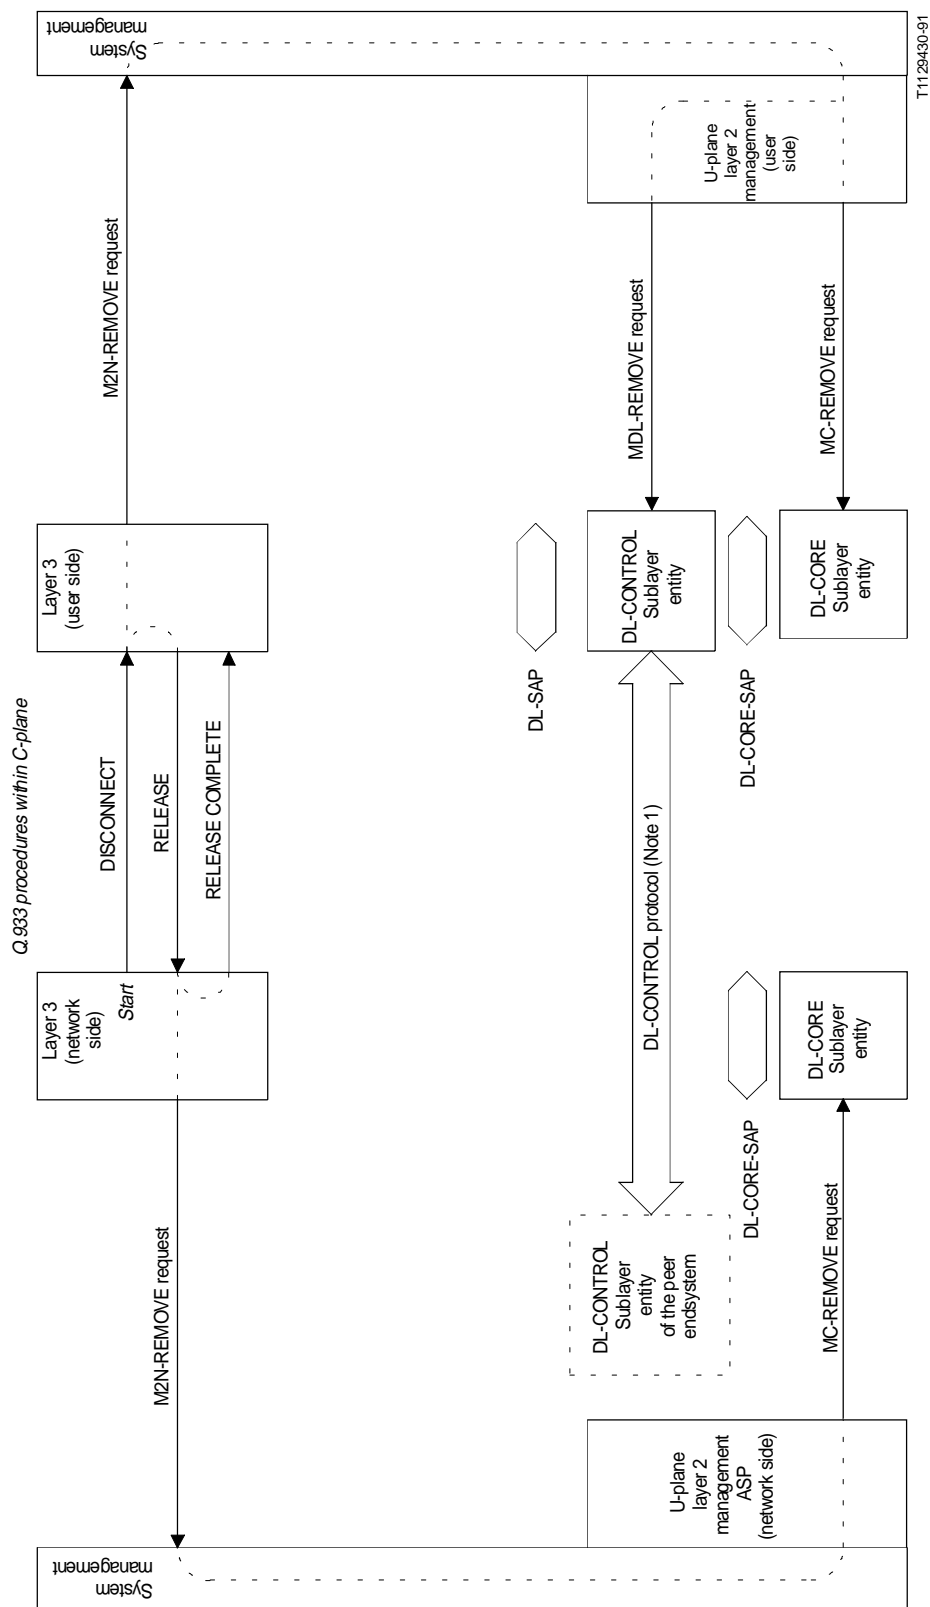 Q.933 procedures within C-plane
System
management
M2N-REMOVE request
Layer 3
(network
side)
Start
DISCONNECT
RELEASE
RELEASE COMPLETE
Layer 3
(user side)
M2N-REMOVE request
System
management
DL-SAP
DL-CONTROL
Sublayer
entity
of the peer
endsystem
DL-CONTROL protocol (Note 1)
DL-CONTROL
Sublayer
entity
MDL-REMOVE request
U-plane
layer 2
management
(user
side)
DL-CORE-SAP
DL-CORE-SAP
U-plane
layer 2
management
ASP
(network side)
MC-REMOVE request
DL-CORE
Sublayer
entity
DL-CORE
Sublayer
entity
MC-REMOVE request
T1129430-91